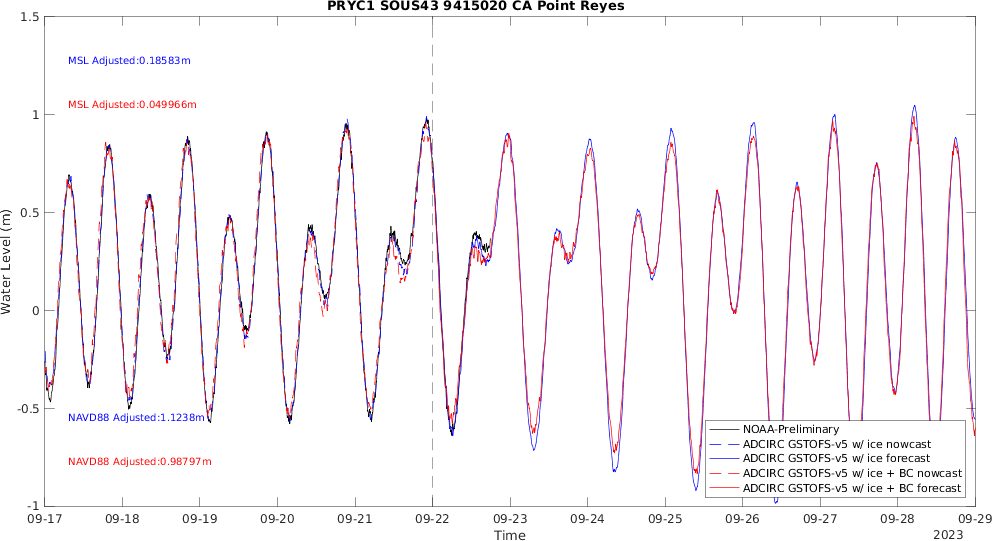 PRYC1 SOUS43 9415020 CA Point Reyes
1.5
MSL Adjusted:0.18583m
MSL Adjusted:0.049966m
1
0.5
Water Level (m)
0
-0.5
NAVD88 Adjusted:1.1238m
NAVD88 Adjusted:0.98797m
NOAA-Preliminary
ADCIRC GSTOFS-v5 w/ ice nowcast
ADCIRC GSTOFS-v5 w/ ice forecast
ADCIRC GSTOFS-v5 w/ ice + BC nowcast
ADCIRC GSTOFS-v5 w/ ice + BC forecast
-1
09-17 09-18 09-19 09-20 09-21 09-22 09-23 09-24 09-25 09-26 09-27 09-28 09-29
Time
2023